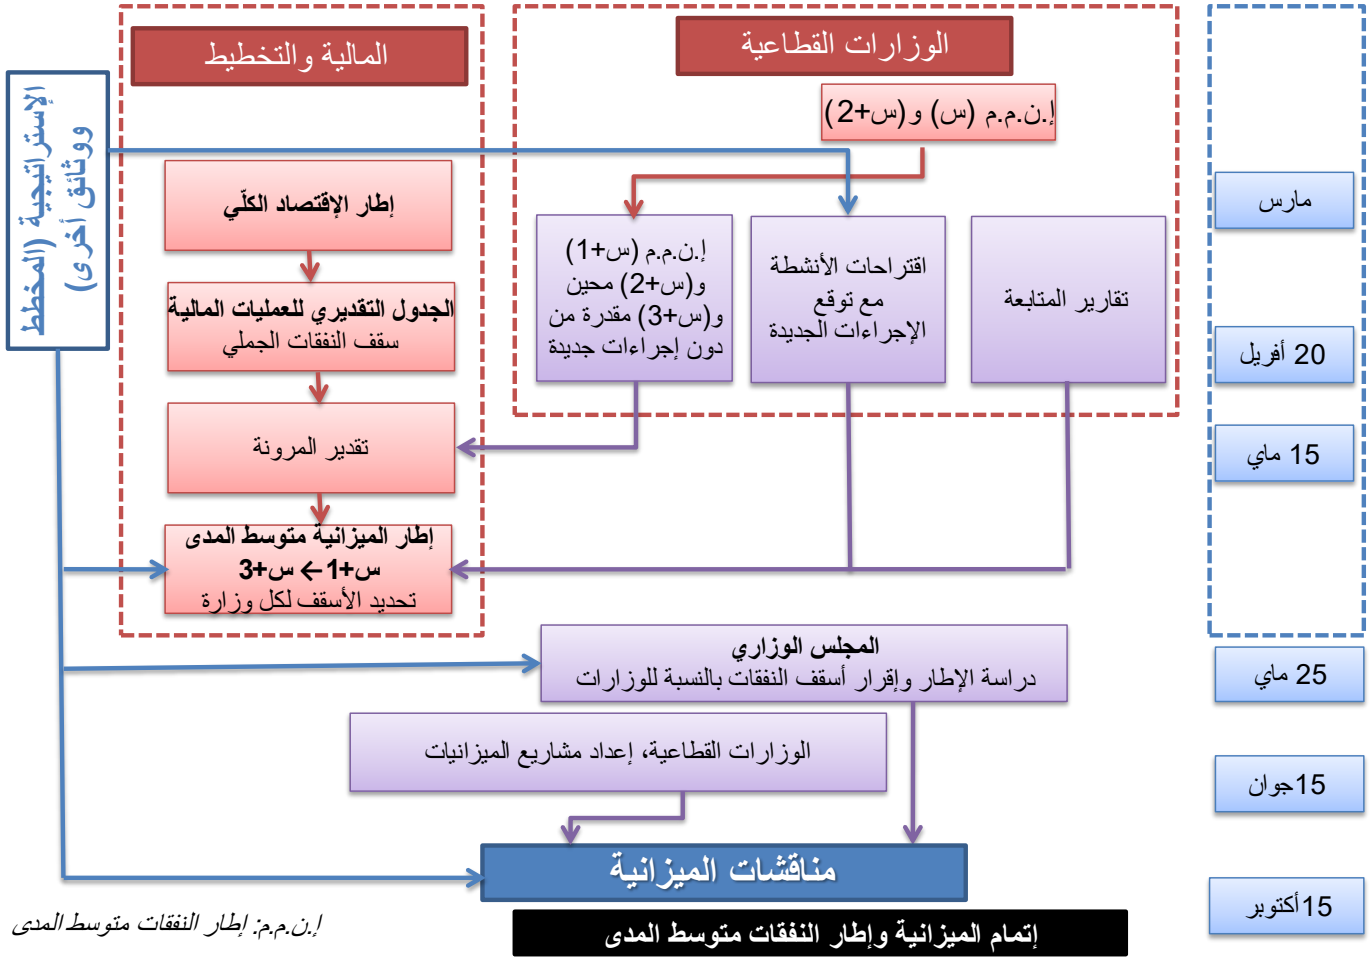 الوزارات القطاعية
إ.ن.م.م (س) و(س+2)
إ.ن.م.م (س+1)
و(س+2) محين
و(س+3) مقدرة من
دون إجراءات جديدة
اقتراحات الأنشطة
مع توقع
الإجراءات الجديدة
تقارير المتابعة
المالية والتخطيط
إطار الإقتصاد الكلّي
الجدول التقديري للعمليات المالية
سقف النفقات الجملي
تقدير المرونة
إطار الميزانية متوسط المدى
س+1← س+3
تحديد الأسقف لكل وزارة
الإستراتيجية (المخطط
ووثائق أخرى)
المجلس الوزاري
دراسة الإطار وإقرار أسقف النفقات بالنسبة للوزارات
الوزارات القطاعية، إعداد مشاريع الميزانيات
مناقشات الميزانية
إتمام الميزانية وإطار النفقات متوسط المدى
مارس
20 أفريل
15 ماي
25 ماي
15جوان
15أكتوبر
إ.ن.م.م: إطار النفقات متوسط المدى